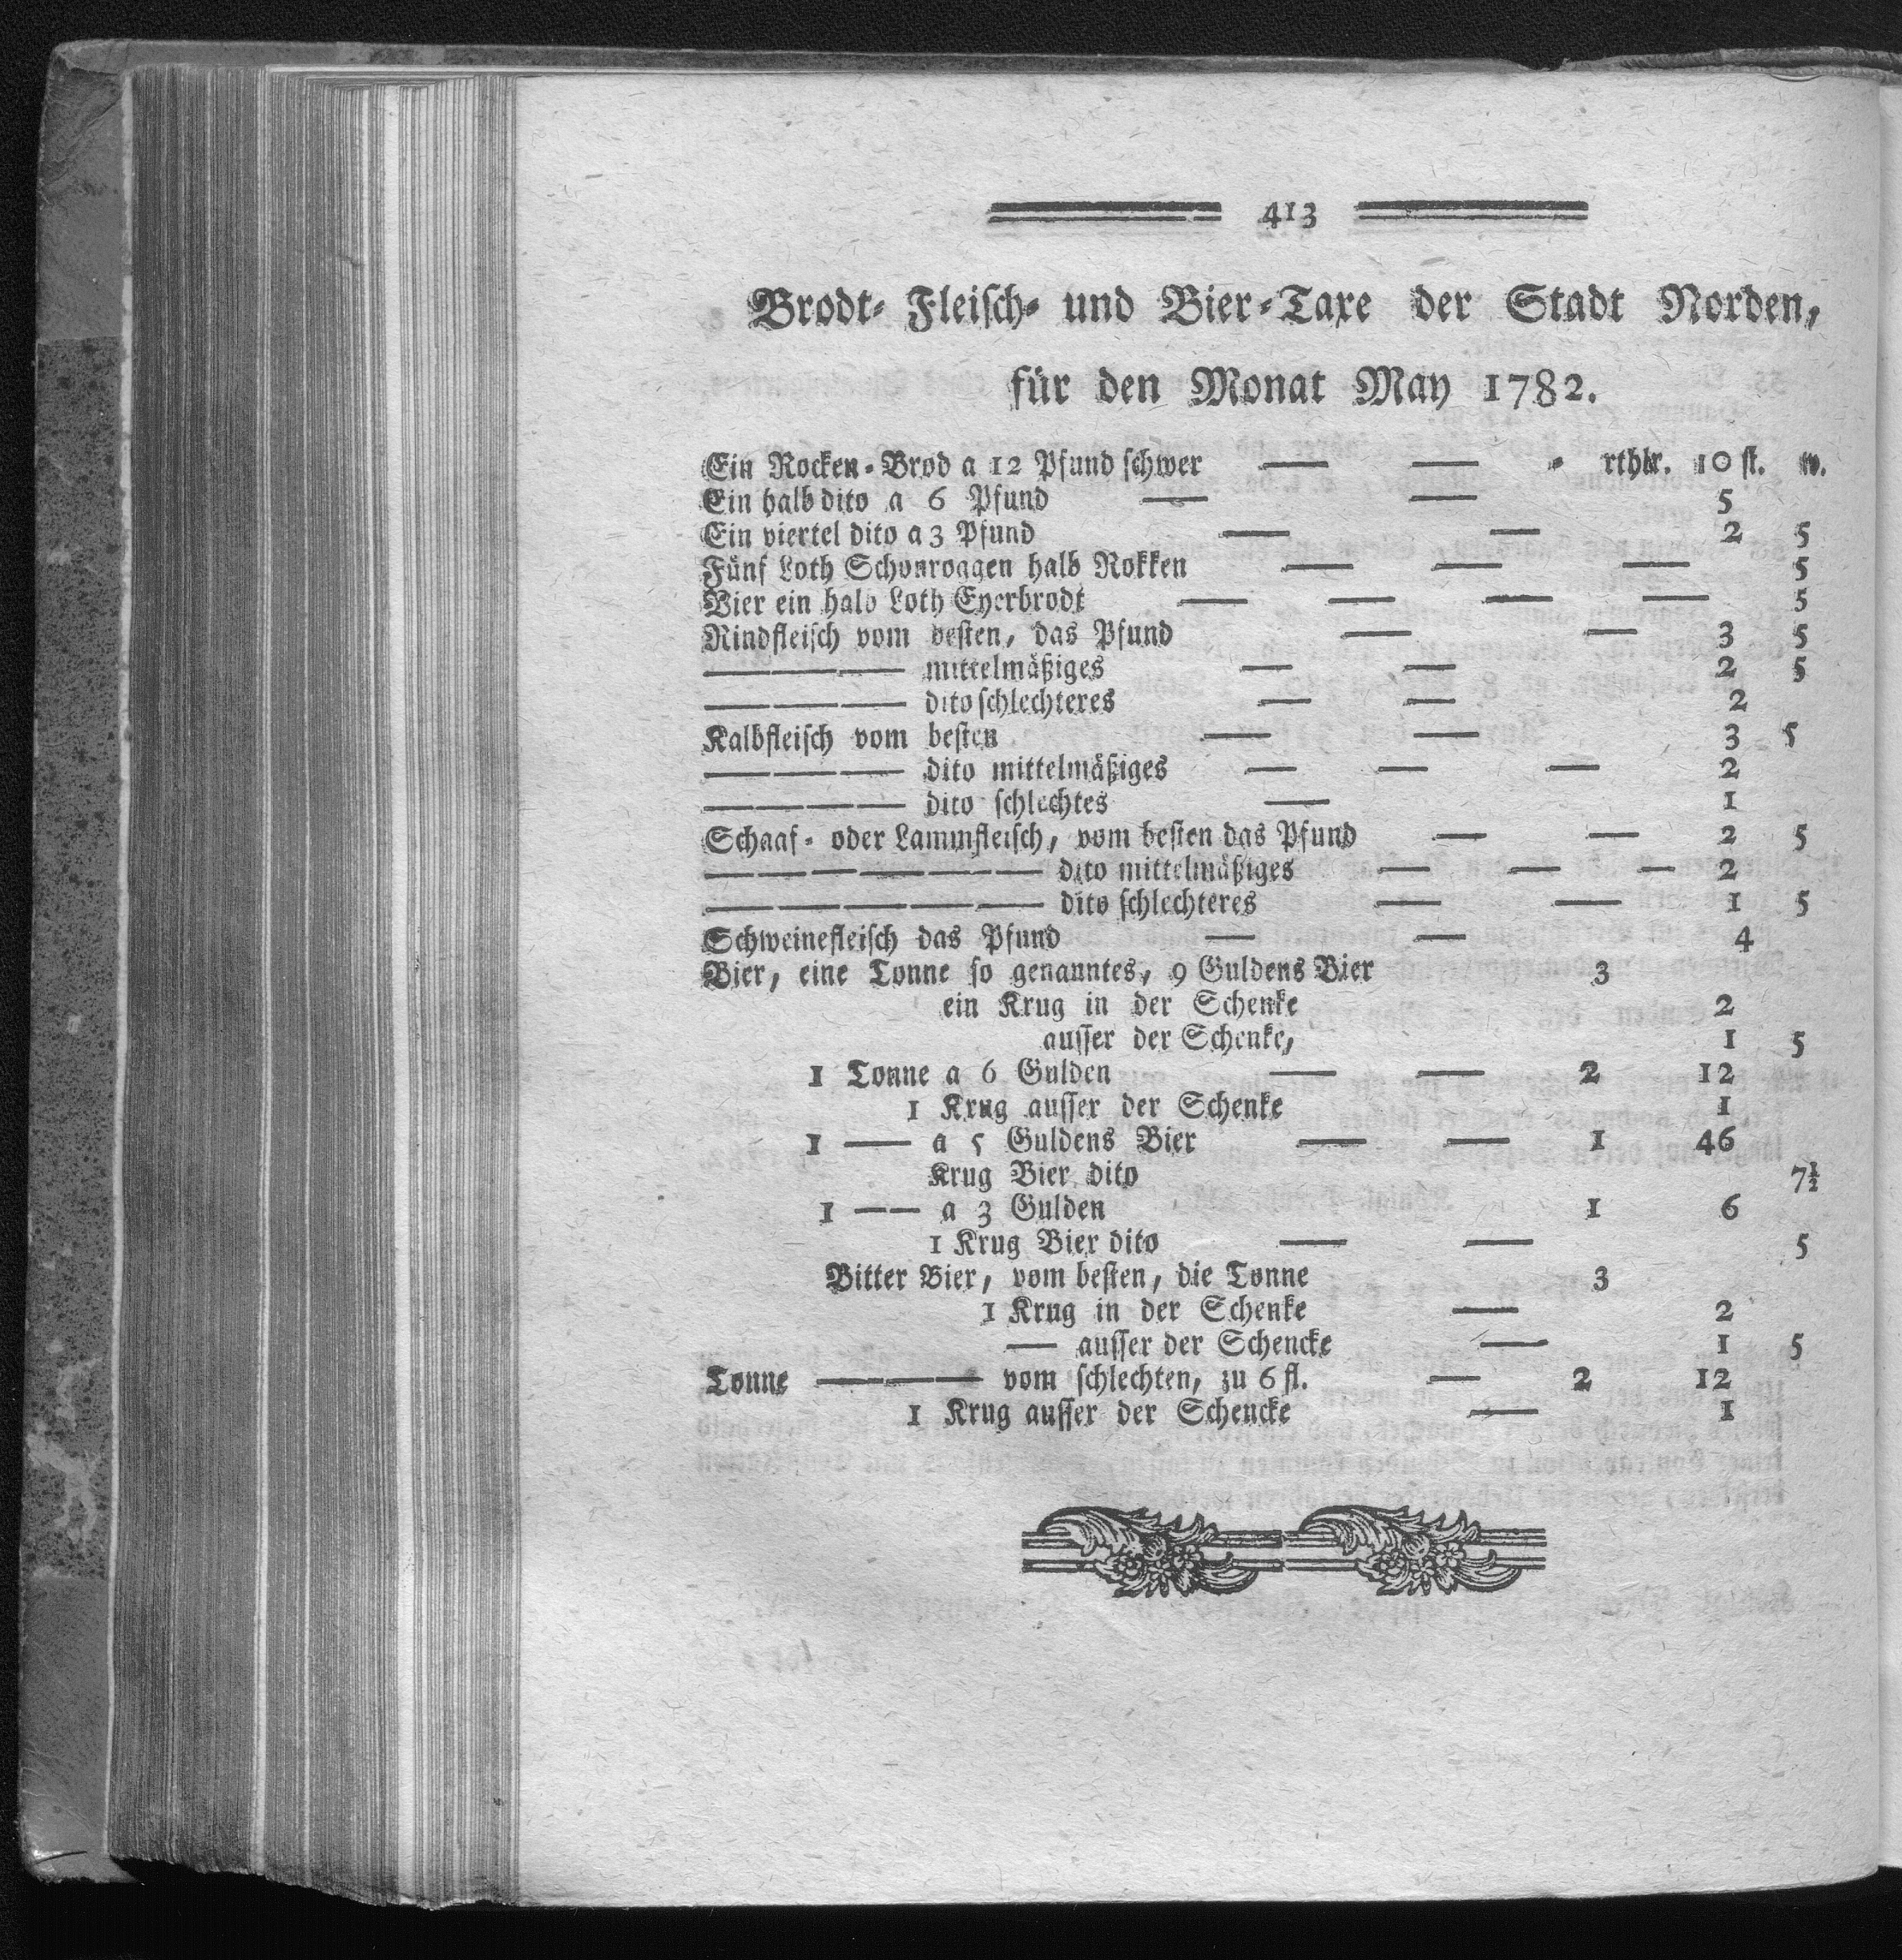 413
Brodt- Fleisch- und Bier-Taxe der Stadt Norden,
für den Monat May 1782.
Ein Rocken-Brod a 12 Pfund schwer — — - rthlr. 10 st. w.
Ein halb dito a 6 Pfund — — 5
Ein viertel dito a 3 Pfund — — 2 5
Fünf Loth Schonroggen halb Rokken — — — 5
Vier ein halb Loth Eyerbrodt — — — — 5
Rindfleisch vom besten, das Pfund — — 3 5
——— mittelmäßiges — — 2 5
——— dito schlechteres — — 2
Kalbfleisch vom besten — — 3 5
——— dito mittelmäßiges — — — 2
———— dito schlechtes — 1
Schaaf- oder Lammfleisch, vom besten das Pfund — — 2 5
—————— dito mittelmäßiges — — — 2
————— dito schlechteres — — 1 5
Schweinefleisch das Pfund — — 4
Bier, eine Tonne so genanntes, 9 Guldens Bier 3
ein Krug in der Schenke 2
ausser der Schenke, 1 5
1 Tonne a 6 Gulden — — 2 12
1 Krug ausser der Schenke 1
1 — a 5 Guldens Bier — — 1 46
Krug Bier dito 7½
1 —— a 3 Gulden 1 6
1 Krug Bier dito — — 5
Bitter Bier, vom besten, die Tonne 3
1 Krug in der Schenke — 2
— ausser der Schencke — 1 5
Tonne ——— vom schlechten, zu 6 fl. — 2 12
1 Krug ausser der Schencke — 1